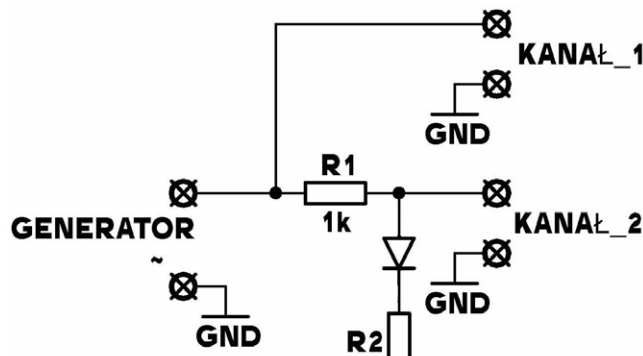 KANAŁ_1
GND
R1
1k
GENERATOR
~
KANAŁ_2
GND
GND
R2